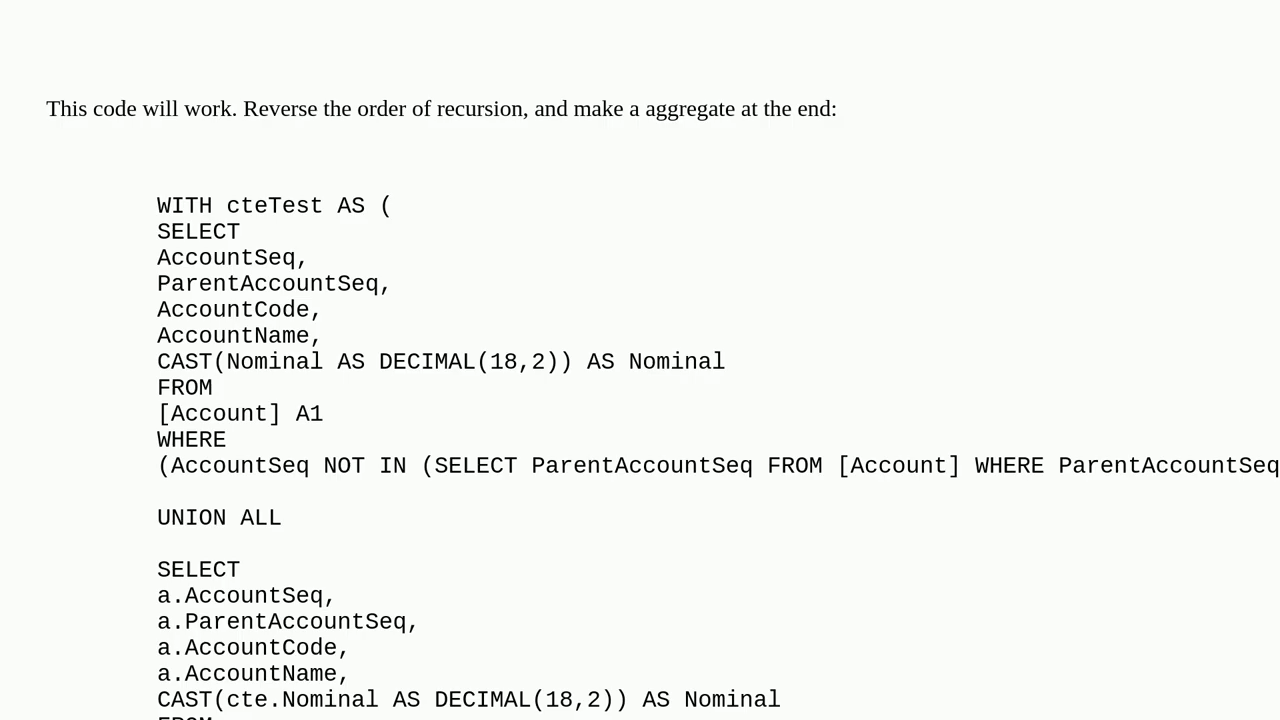 This code will work. Reverse the order of recursion, and make a aggregate at the end:
WITH cteTest AS (
SELECT
AccountSeq,
ParentAccountSeq,
AccountCode,
AccountName,
CAST(Nominal AS DECIMAL(18,2)) AS Nominal
FROM
[Account] A1
WHERE
(AccountSeq NOT IN (SELECT ParentAccountSeq FROM [Account] WHERE ParentAccountSeq
UNION ALL
SELECT
a.AccountSeq,
a.ParentAccountSeq,
a.AccountCode,
a.AccountName,
CAST(cte.Nominal AS DECIMAL(18,2)) AS Nominal
FROM